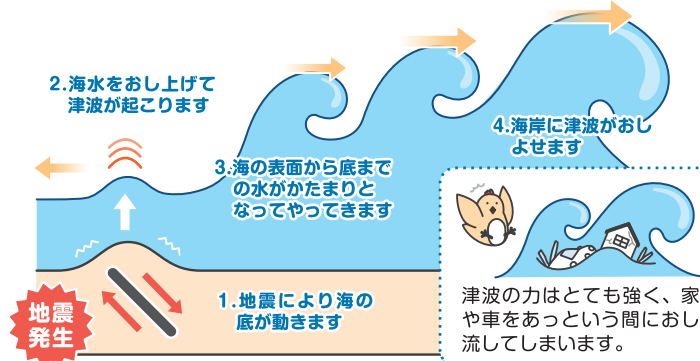 2.海水をおし上げて
津波が起こります
4.海岸に津波がおし
よせます
3.海の表面から底まで
の水がかたまりと
なってやってきます
1.地震により海の
底が動きます
地震
発生
津波の力はとても強く、家
や車をあっという間におし
流してしまいます。